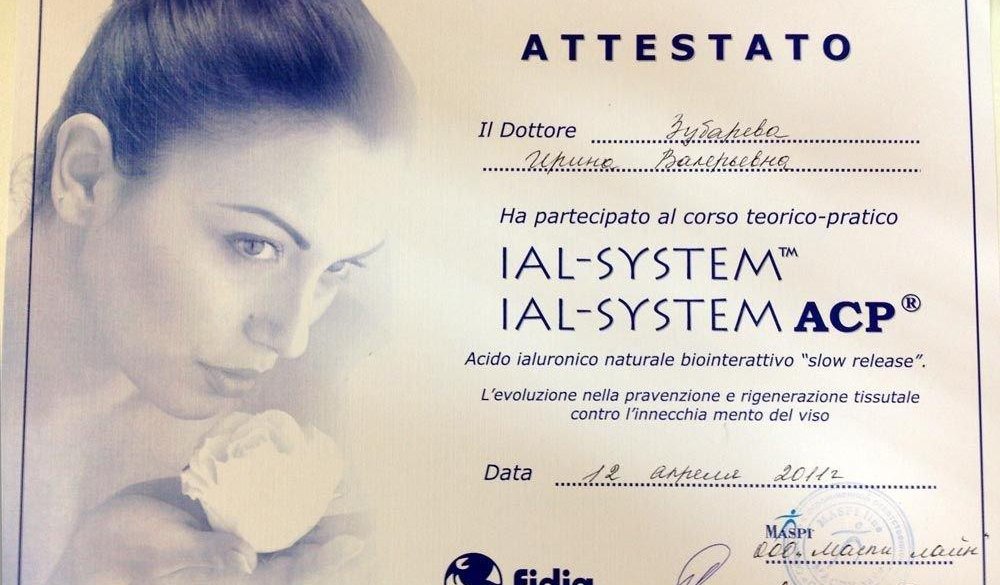 ATTESTATO
Il Dottore Зубарева
Ирина Валерьевна
Ha partecipato al corso teorico-pratico
IAL-SYSTEM™
IAL-SYSTEM ACP®
Acido ialuronico naturale biointerattivo “slow release”.
L’evoluzione nella pravenzione e rigenerazione tissutale
contro l’innecchia mento del viso
Data 12 апреля 2011г
MASPI
ООО „Маспи лайн“
fidia